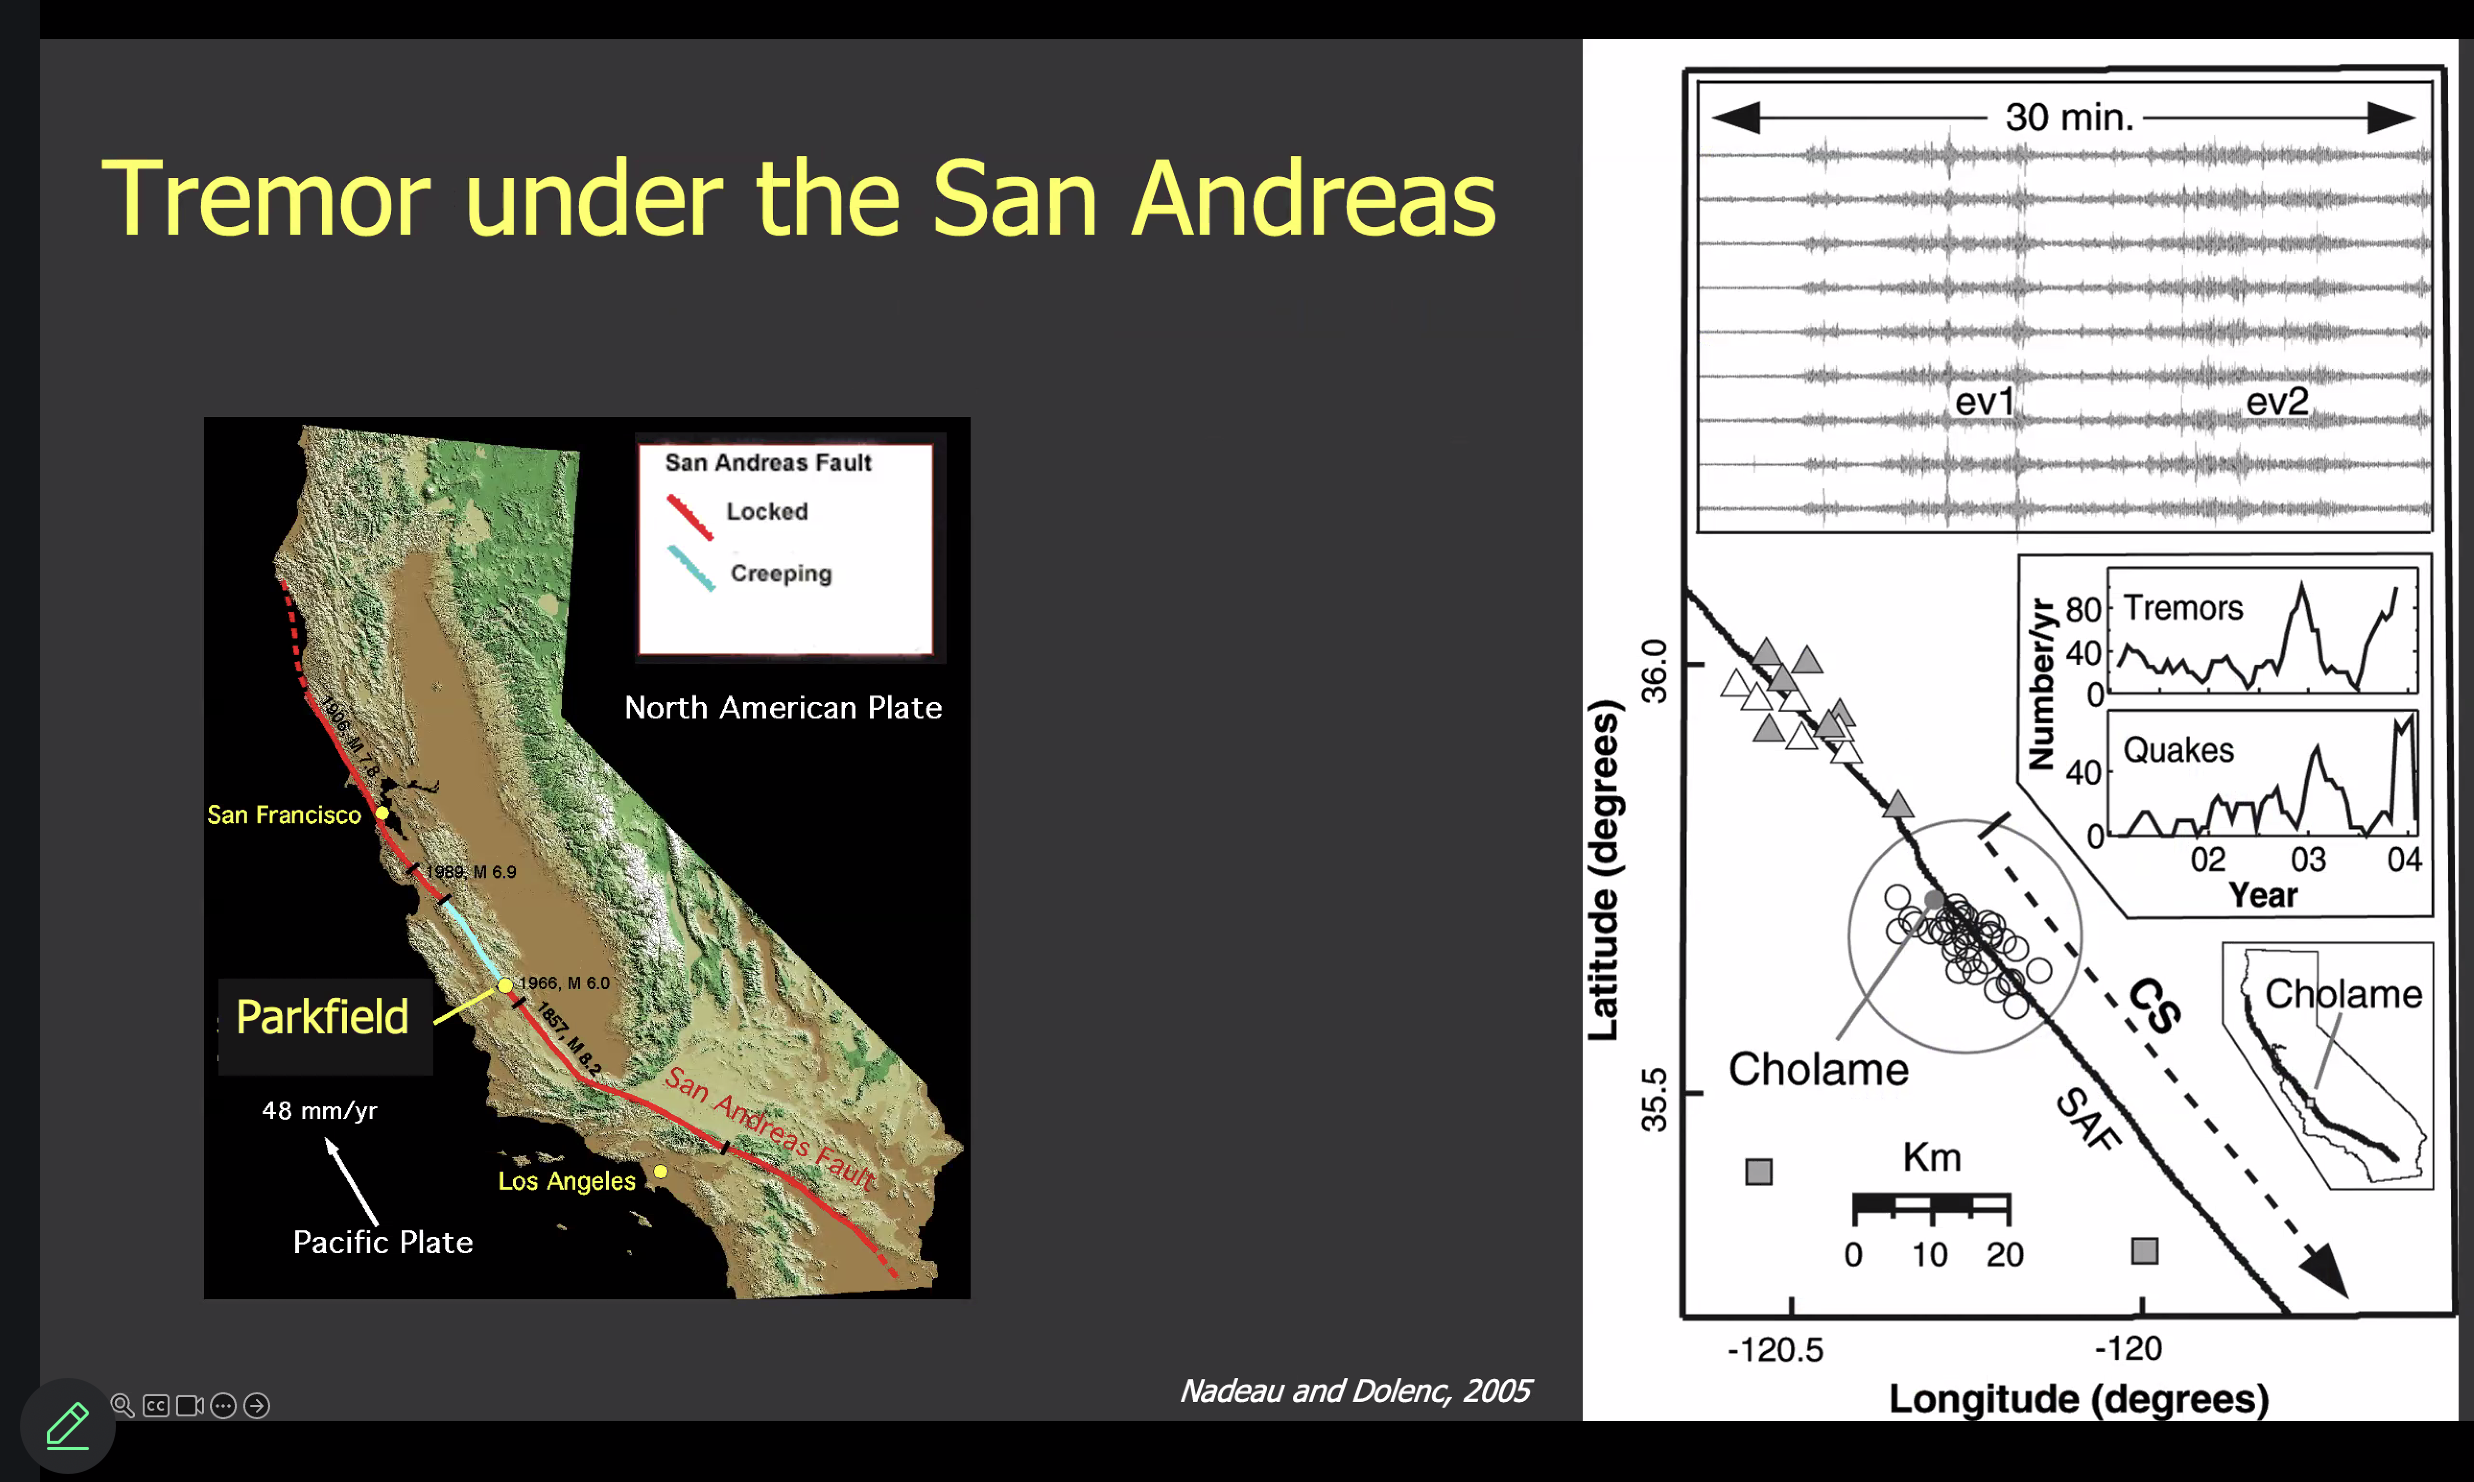 Tremor under the San Andreas
San Andreas Fault
Locked
Creeping
North American Plate
1906, M 7.8
San Francisco
1989, M 6.9
1966, M 6.0
Parkfield
1857, M 8.2
48 mm/yr
San Andreas Fault
Los Angeles
Pacific Plate
Nadeau and Dolenc, 2005
30 min.
ev1
ev2
Number/yr
80
40
0
Tremors
40
0
Quakes
02
03
04
Year
Latitude (degrees)
36.0
35.5
Cholame
CS
SAF
Cholame
Km
0
10
20
-120.5
-120
Longitude (degrees)
CC